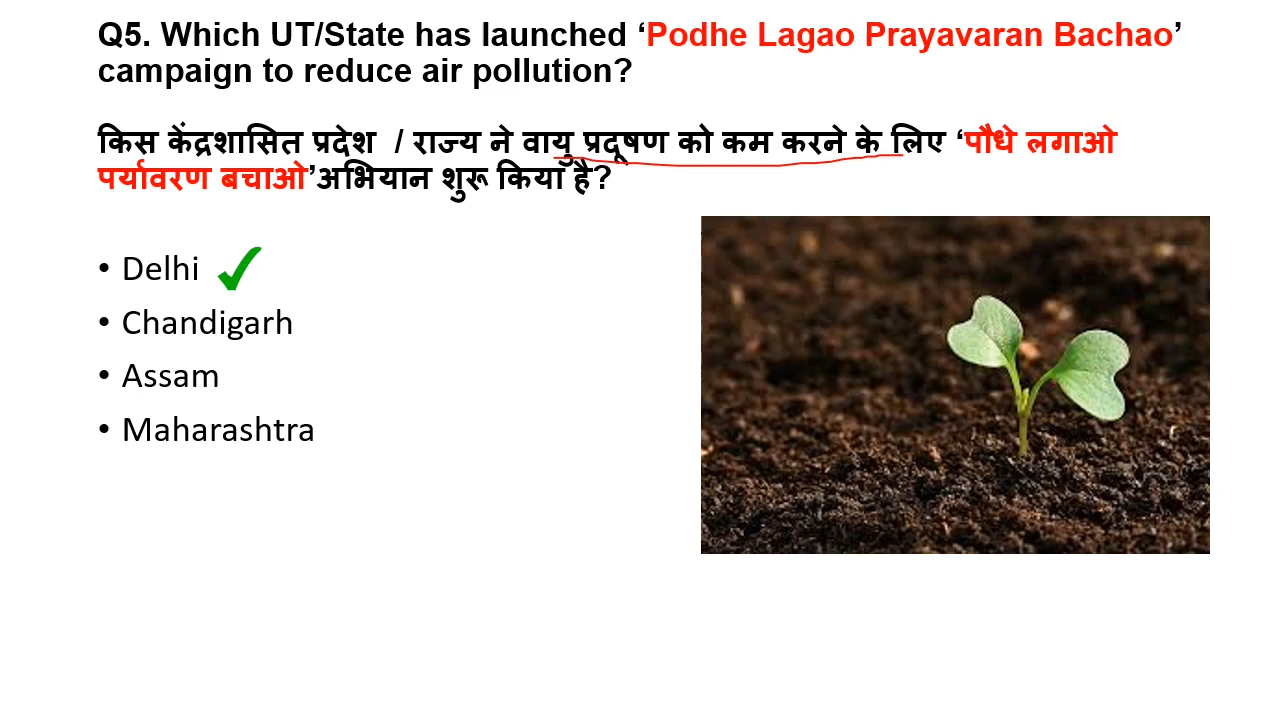 Q5. Which UT/State has launched ‘Podhe Lagao Prayavaran Bachao’
campaign to reduce air pollution?
किस केंद्रशासित प्रदेश / राज्य ने वायु प्रदूषण को कम करने के लिए ‘पौधे लगाओ
पर्यावरण बचाओ’अभियान शुरू किया है?
• Delhi
• Chandigarh
• Assam
• Maharashtra